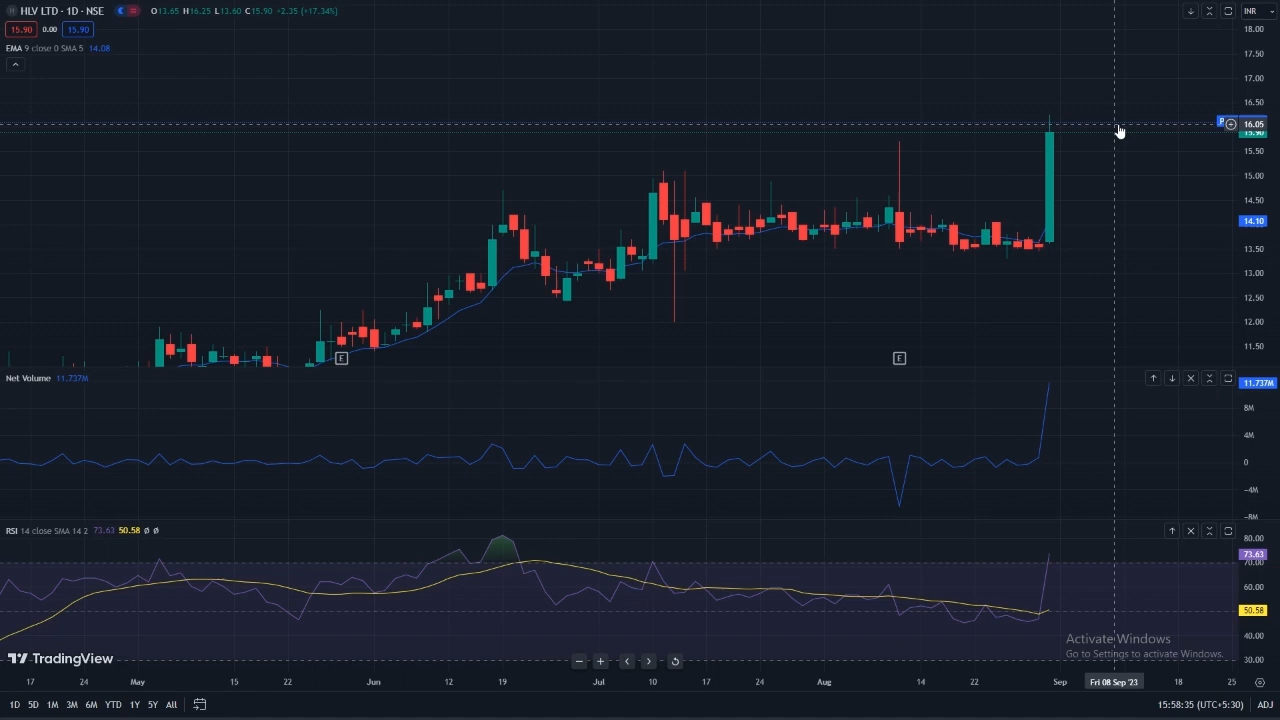 HLV LTD · 1D · NSE O13.65 H16.25 L13.60 C15.90 +2.35 (+17.34%) INR
15.90 0.00 15.90
EMA 9 close 0 SMA 5 14.08
18.00
17.50
17.00
16.50
16.05
15.90
15.50
15.00
14.50
14.10
13.50
13.00
12.50
12.00
11.50
E E
Net Volume 11.737M
11.737M
8M
4M
0
−4M
−8M
RSI 14 close SMA 14 2 73.63 50.58 ø ø
80.00
73.63
70.00
60.00
50.58
40.00
30.00
Activate Windows
Go to Settings to activate Windows.
TradingView
17 24 May 15 22 Jun 12 19 Jul 10 17 24 Aug 14 22 Sep Fri 08 Sep '23 18 25
1D 5D 1M 3M 6M YTD 1Y 5Y All 15:58:35 (UTC+5:30) ADJ